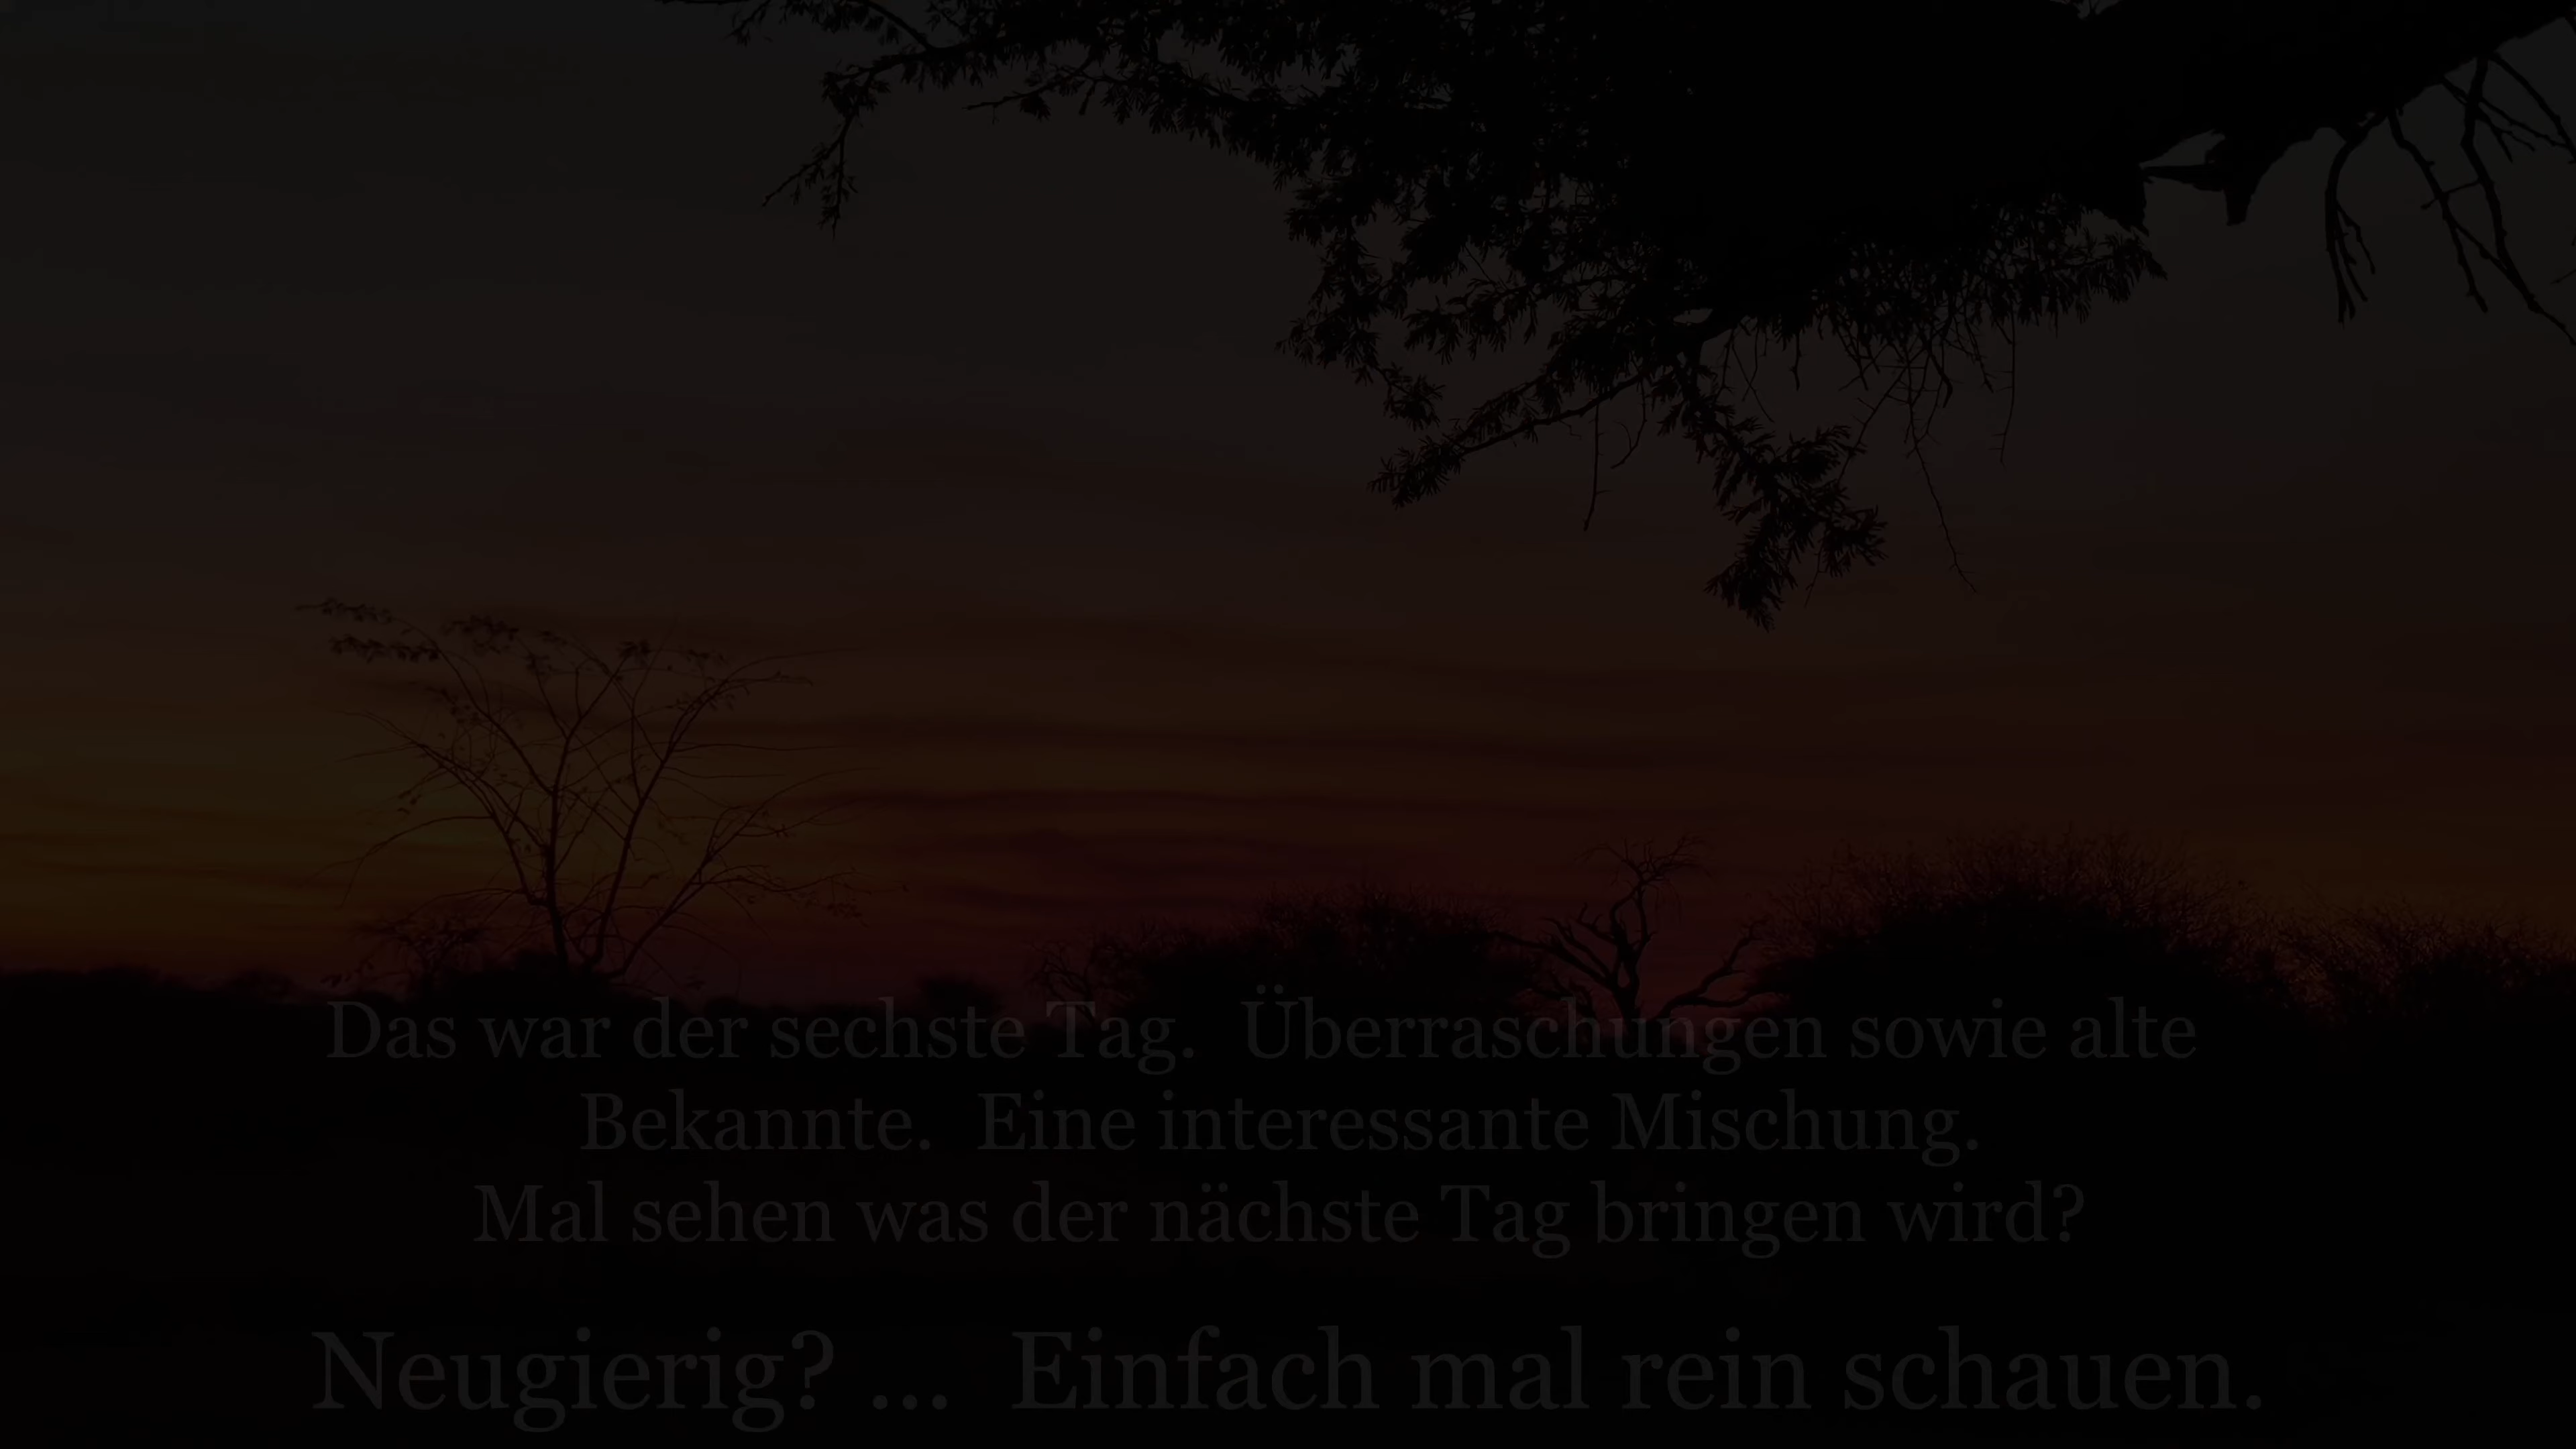 Das war der sechste Tag.  Überraschungen sowie alte
Bekannte.  Eine interessante Mischung.
Mal sehen was der nächste Tag bringen wird?
Neugierig? ...  Einfach mal rein schauen.